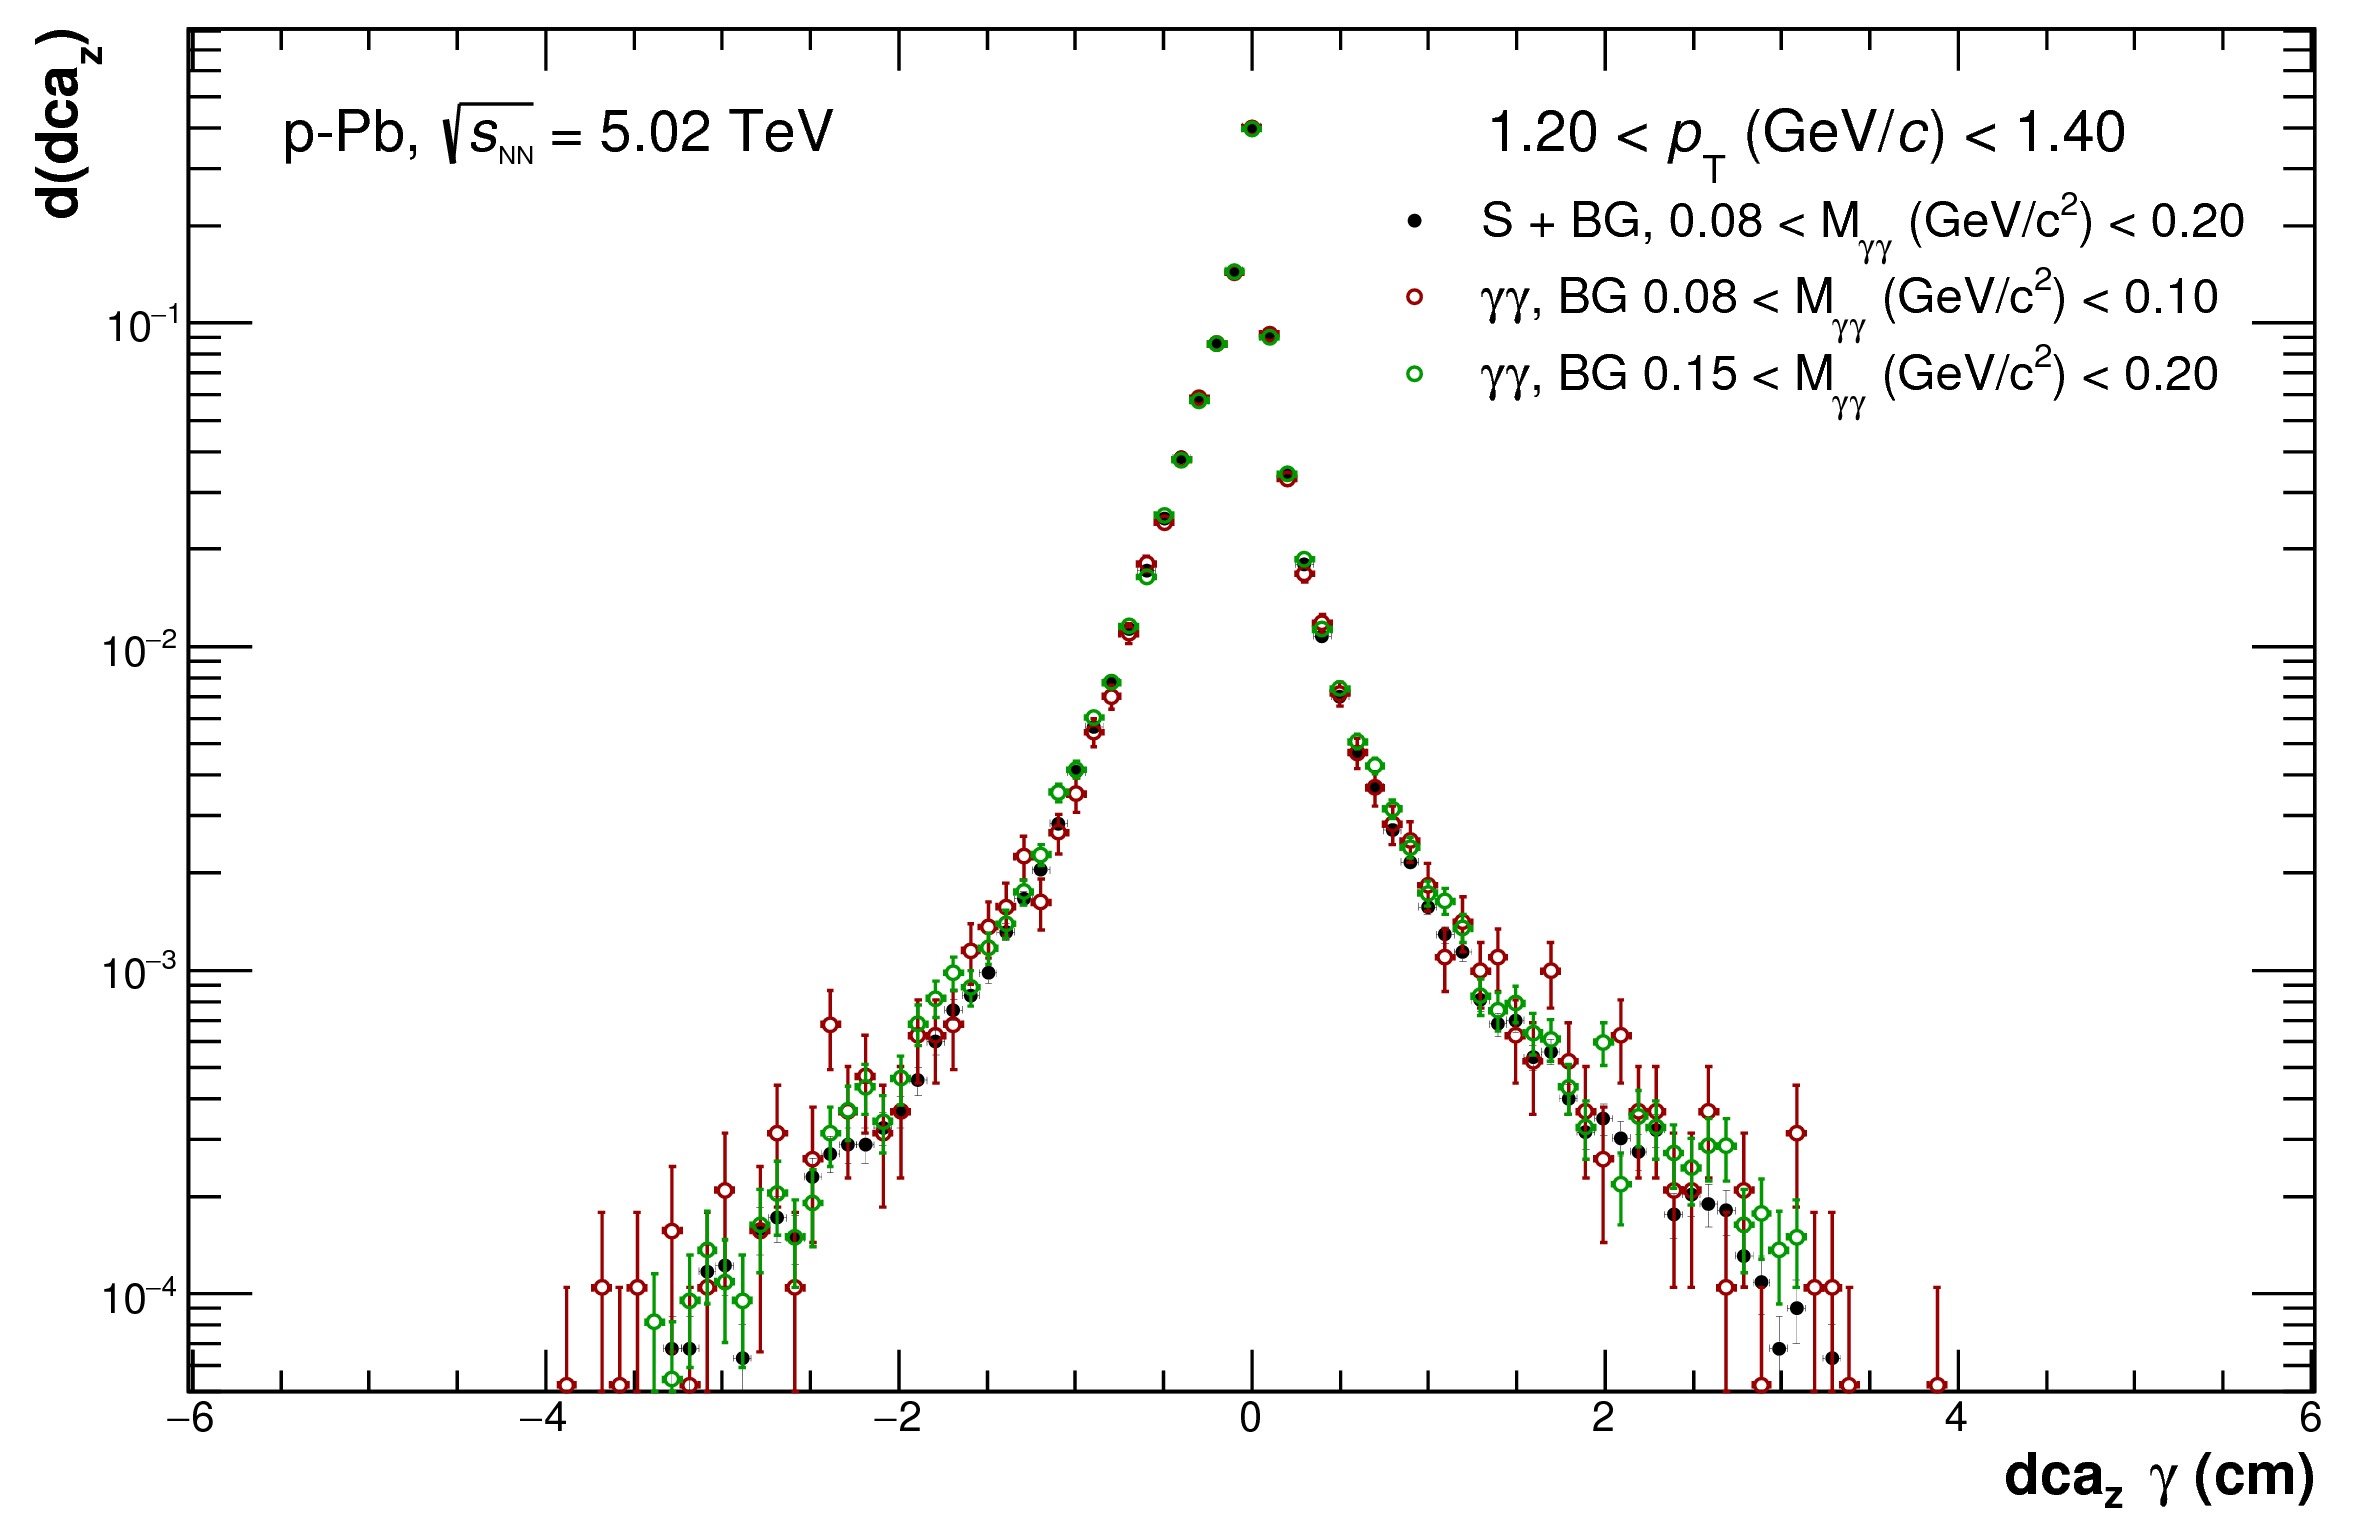 d(dca_z)
p-Pb, √s_NN = 5.02 TeV
1.20 < p_T (GeV/c) < 1.40
S + BG, 0.08 < M_γγ (GeV/c²) < 0.20
γγ, BG 0.08 < M_γγ (GeV/c²) < 0.10
γγ, BG 0.15 < M_γγ (GeV/c²) < 0.20
10⁻¹
10⁻²
10⁻³
10⁻⁴
−6 −4 −2 0 2 4 6
dca_z γ (cm)